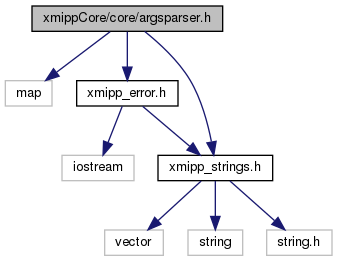 xmippCore/core/argsparser.h
map
xmipp_error.h
iostream
xmipp_strings.h
vector
string
string.h